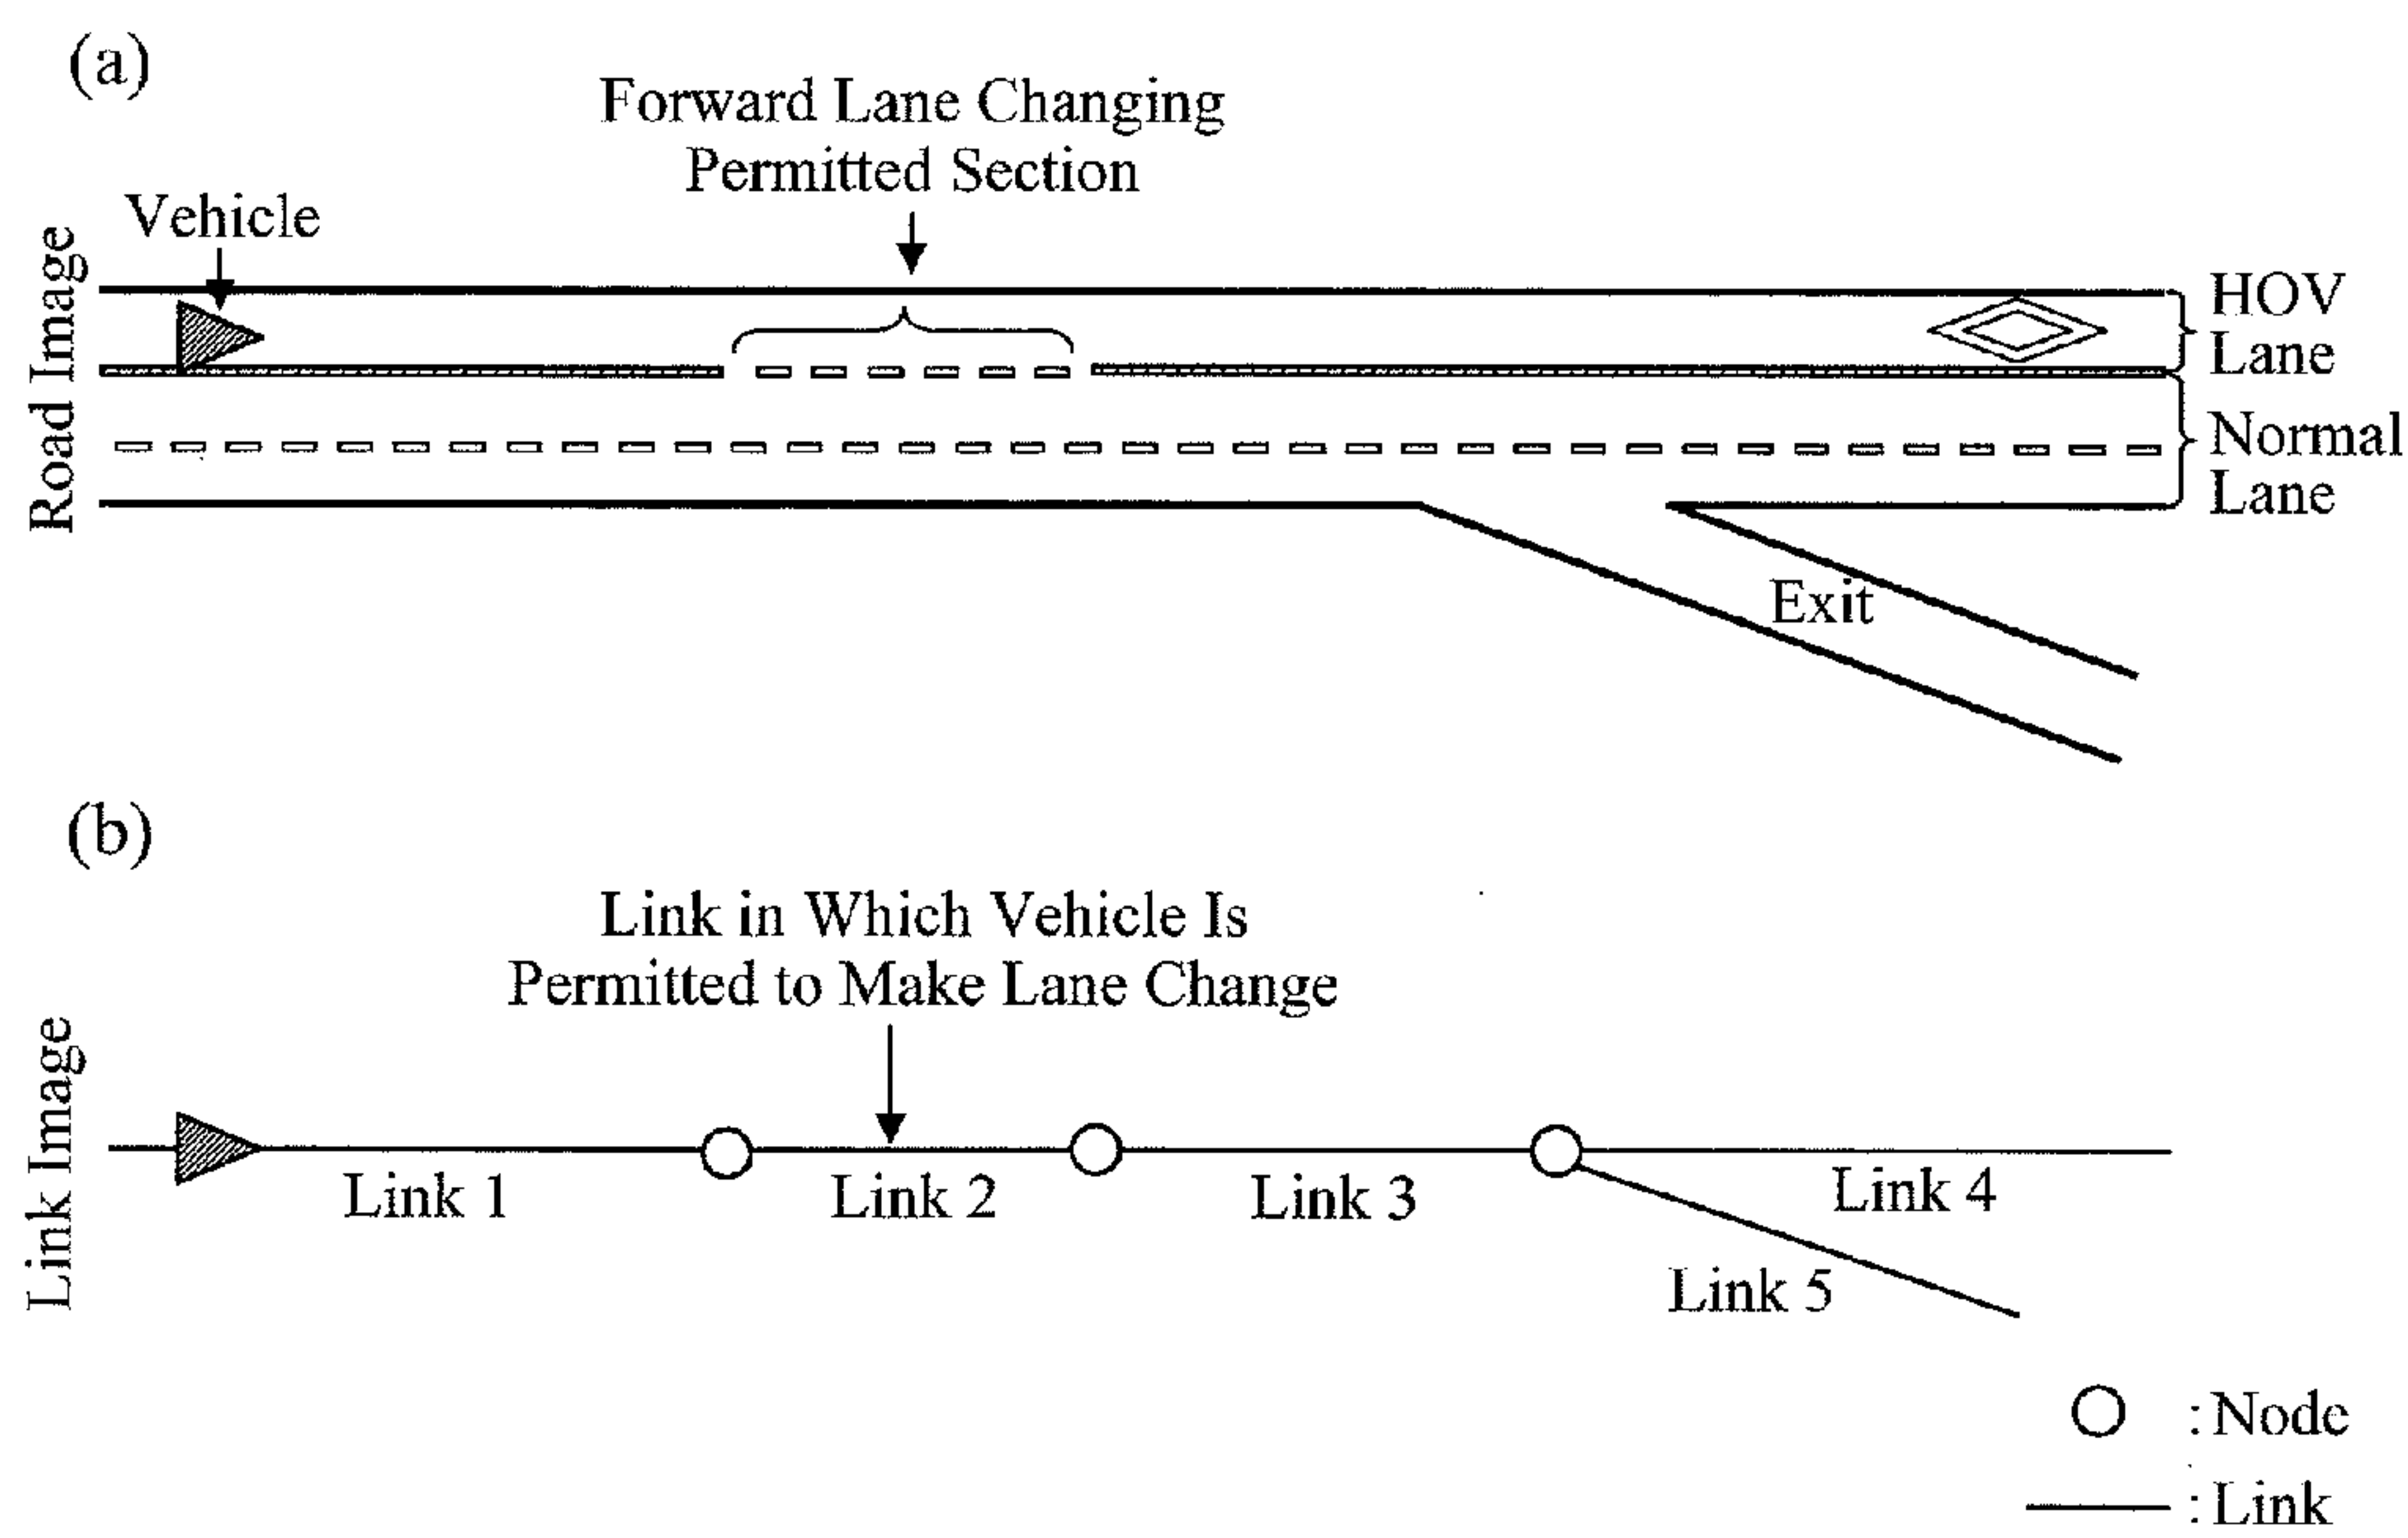 (a)
Forward Lane Changing
Permitted Section
Vehicle
Road Image
HOV
Lane
Normal
Lane
Exit
(b)
Link in Which Vehicle Is
Permitted to Make Lane Change
Link Image
Link 1
Link 2
Link 3
Link 4
Link 5
: Node
: Link